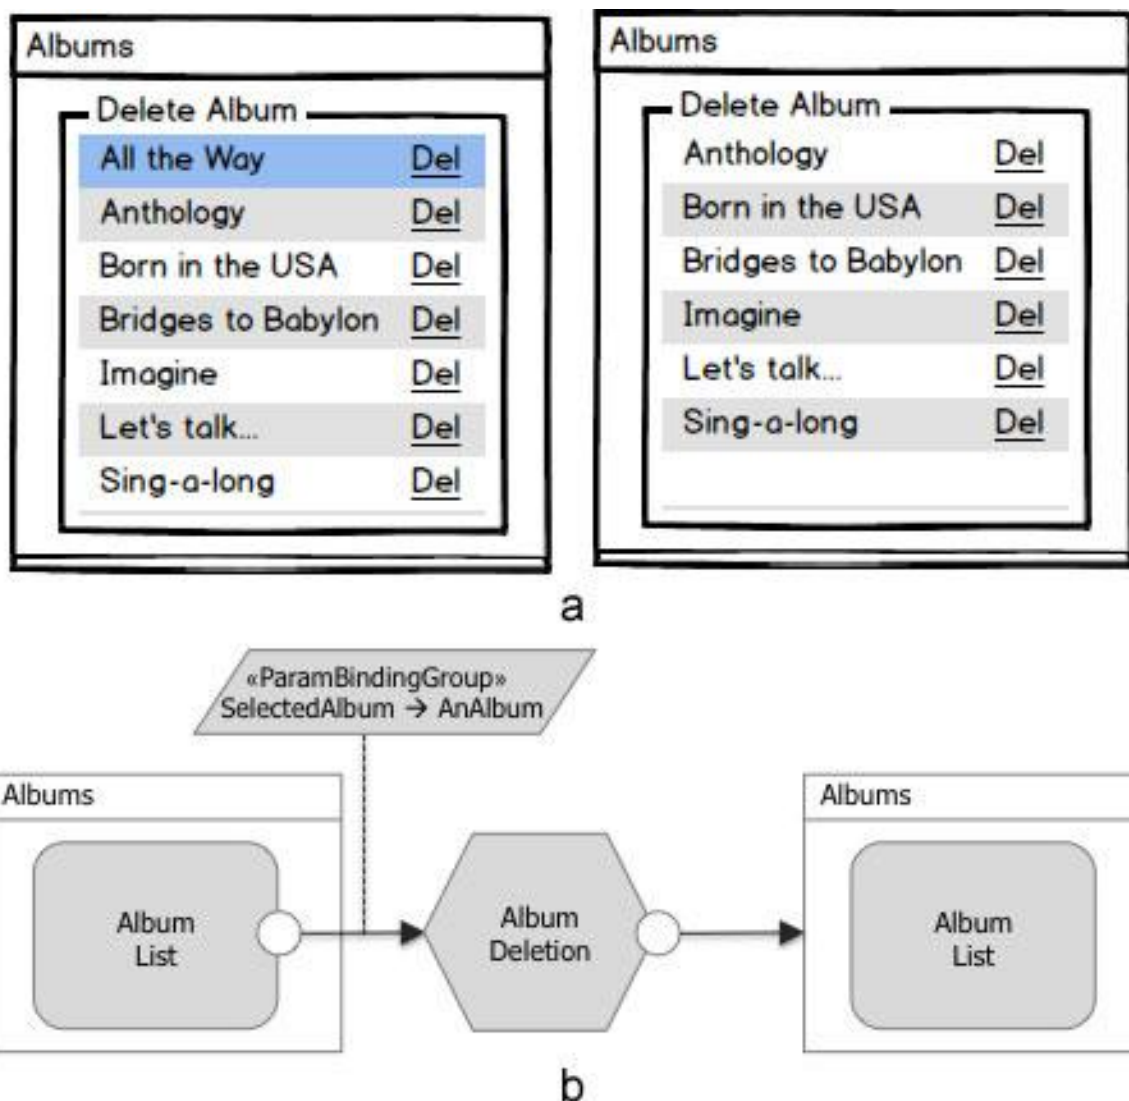 Albums
Delete Album
All the Way Del
Anthology Del
Born in the USA Del
Bridges to Babylon Del
Imagine Del
Let's talk... Del
Sing-a-long Del
Albums
Delete Album
Anthology Del
Born in the USA Del
Bridges to Babylon Del
Imagine Del
Let's talk... Del
Sing-a-long Del
a
«ParamBindingGroup»
SelectedAlbum → AnAlbum
Albums
Album
List
Album
Deletion
Albums
Album
List
b